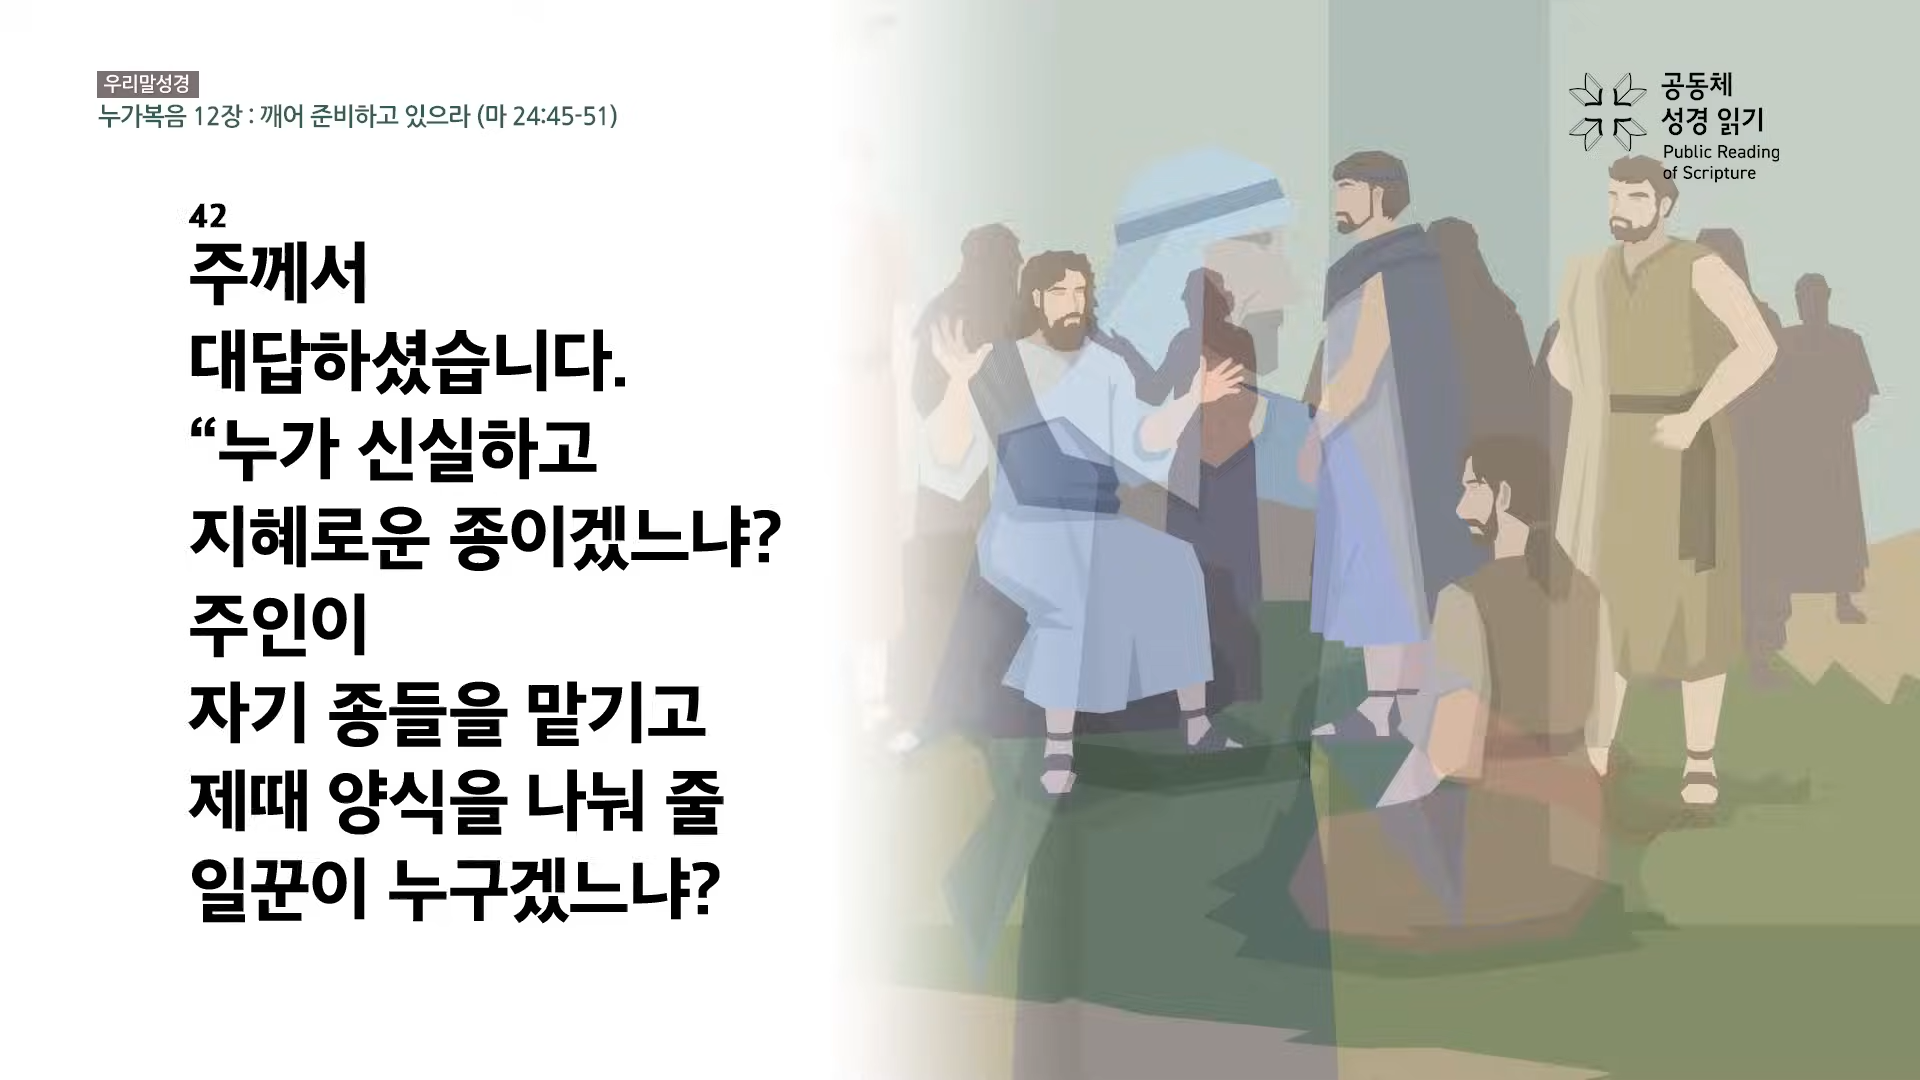 우리말성경
누가복음 12장 : 깨어 준비하고 있으라 (마 24:45-51)
공동체
성경 읽기
Public Reading
of Scripture
42
주께서
대답하셨습니다.
“누가 신실하고
지혜로운 종이겠느냐?
주인이
자기 종들을 맡기고
제때 양식을 나눠 줄
일꾼이 누구겠느냐?